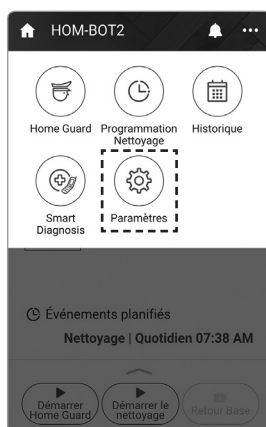 HOM-BOT2
Home Guard
Programmation
Nettoyage
Historique
Smart
Diagnosis
Paramètres
Événements planifiés
Nettoyage | Quotidien 07:38 AM
Démarrer
Home Guard
Démarrer le
nettoyage
Retour Base